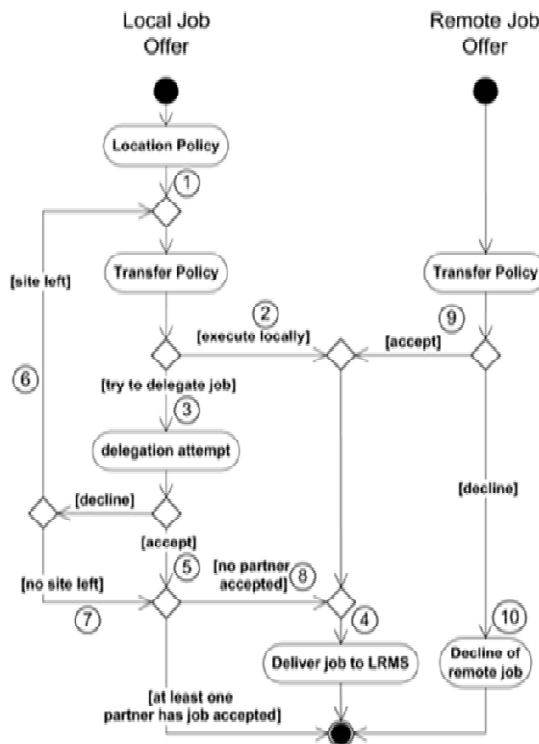 Local Job
Offer
Remote Job
Offer
Location Policy
1
Transfer Policy
Transfer Policy
[site left]
2
[execute locally]
9
[accept]
6
[try to delegate job]
3
delegation attempt
[decline]
[decline]
[accept]
5
[no partner
accepted]
8
[no site left]
7
4
10
Deliver job to LRMS
Decline of
remote job
[at least one
partner has job accepted]